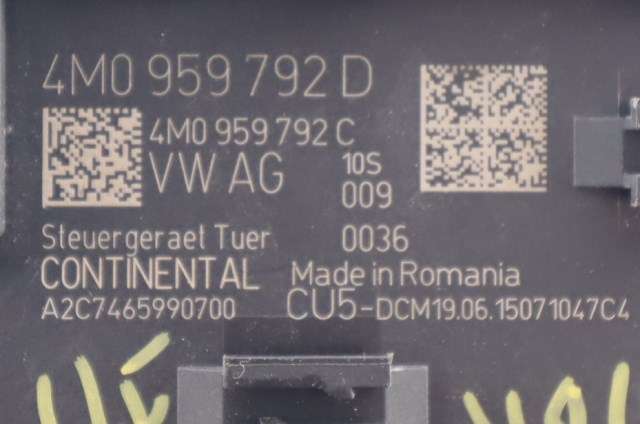 4M0 959 792 D
4M0 959 792 C
VW AG 10S
009
Steuergeraet Tuer 0036
CONTINENTAL Made in Romania
A2C7465990700 CU5-DCM19.06.15071047C4